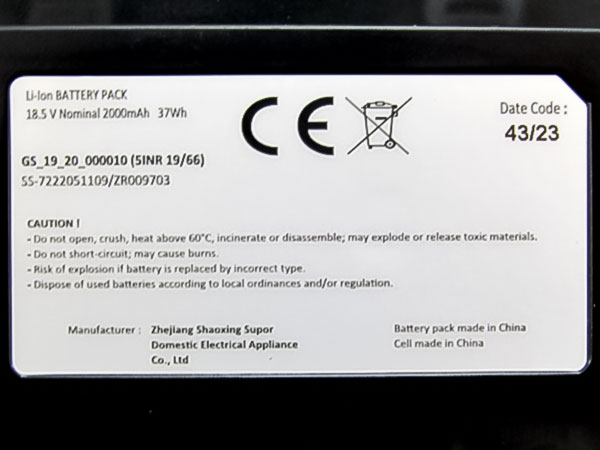 Li-Ion BATTERY PACK
18.5 V Nominal 2000mAh 37Wh
CE
Date Code :
43/23
GS_19_20_000010 (5INR 19/66)
SS-7222051109/ZR009703
CAUTION !
- Do not open, crush, heat above 60°C, incinerate or disassemble; may explode or release toxic materials.
- Do not short-circuit; may cause burns.
- Risk of explosion if battery is replaced by incorrect type.
- Dispose of used batteries according to local ordinances and/or regulation.
Manufacturer : Zhejiang Shaoxing Supor
Domestic Electrical Appliance
Co., Ltd
Battery pack made in China
Cell made in China